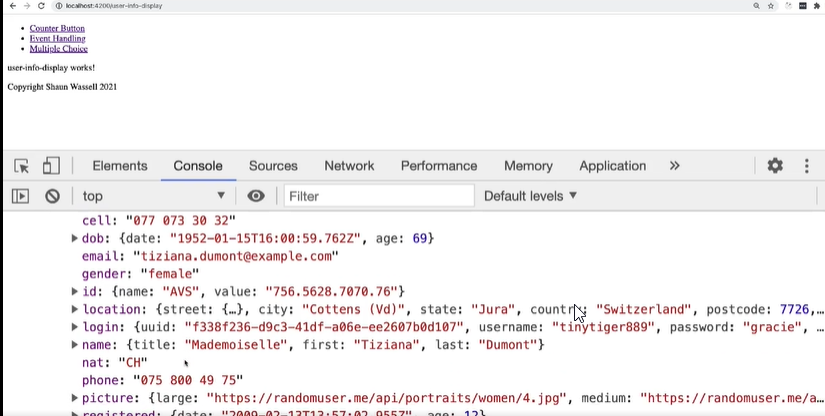 localhost:4200/user-info-display
Counter Button
Event Handling
Multiple Choice
user-info-display works!
Copyright Shaun Wassell 2021
Elements Console Sources Network Performance Memory Application
top Filter Default levels
cell: "077 073 30 32"
dob: {date: "1952-01-15T16:00:59.762Z", age: 69}
email: "tiziana.dumont@example.com"
gender: "female"
id: {name: "AVS", value: "756.5628.7070.76"}
location: {street: {…}, city: "Cottens (Vd)", state: "Jura", country: "Switzerland", postcode: 7726,…
login: {uuid: "f338f236-d9c3-41df-a06e-ee2607b0d107", username: "tinytiger889", password: "gracie", …
name: {title: "Mademoiselle", first: "Tiziana", last: "Dumont"}
nat: "CH"
phone: "075 800 49 75"
picture: {large: "https://randomuser.me/api/portraits/women/4.jpg", medium: "https://randomuser.me/a…
registered: {date: "2009-02-13T13:57:02.955Z", age: 12}